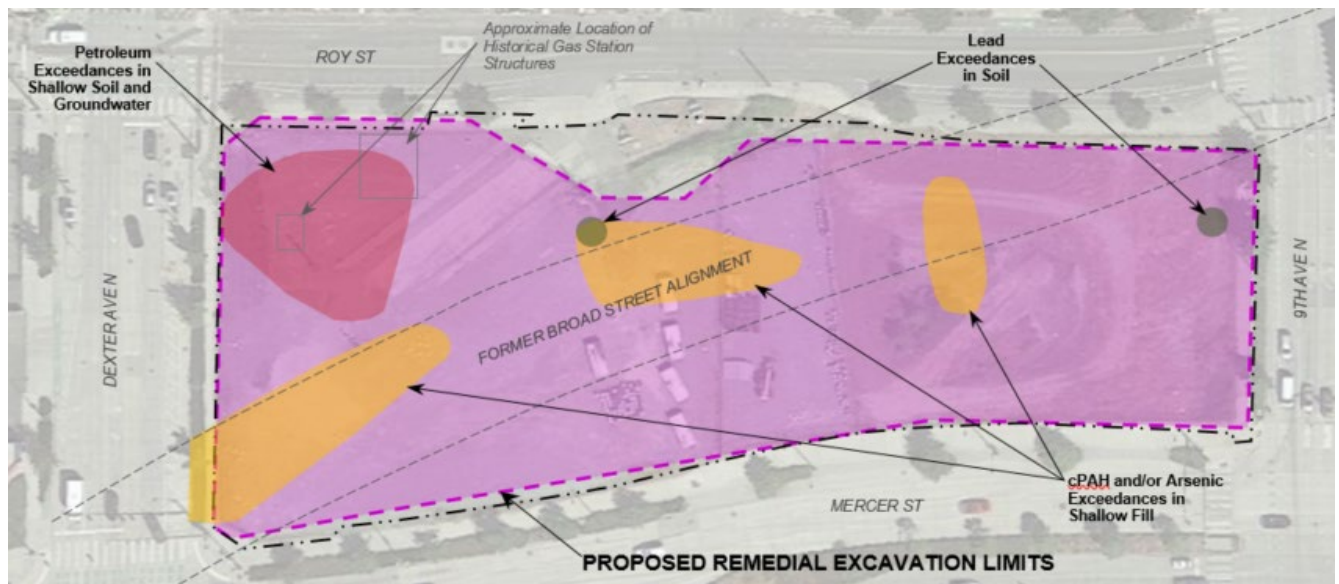 Petroleum
Exceedances in
Shallow Soil and
Groundwater
ROY ST
Approximate Location of
Historical Gas Station
Structures
Lead
Exceedances
in Soil
DEXTER AVE N
FORMER BROAD STREET ALIGNMENT
9TH AVE N
cPAH and/or Arsenic
Exceedances in
Shallow Fill
MERCER ST
PROPOSED REMEDIAL EXCAVATION LIMITS